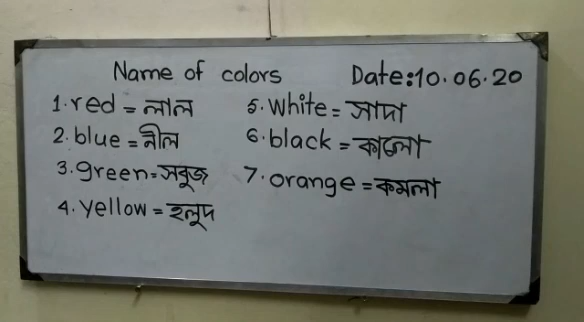 Name of colors Date:10.06.20
1. red = লাল
2. blue = নীল
3. green = সবুজ
4. yellow = হলুদ
5. white = সাদা
6. black = কালো
7. orange = কমলা